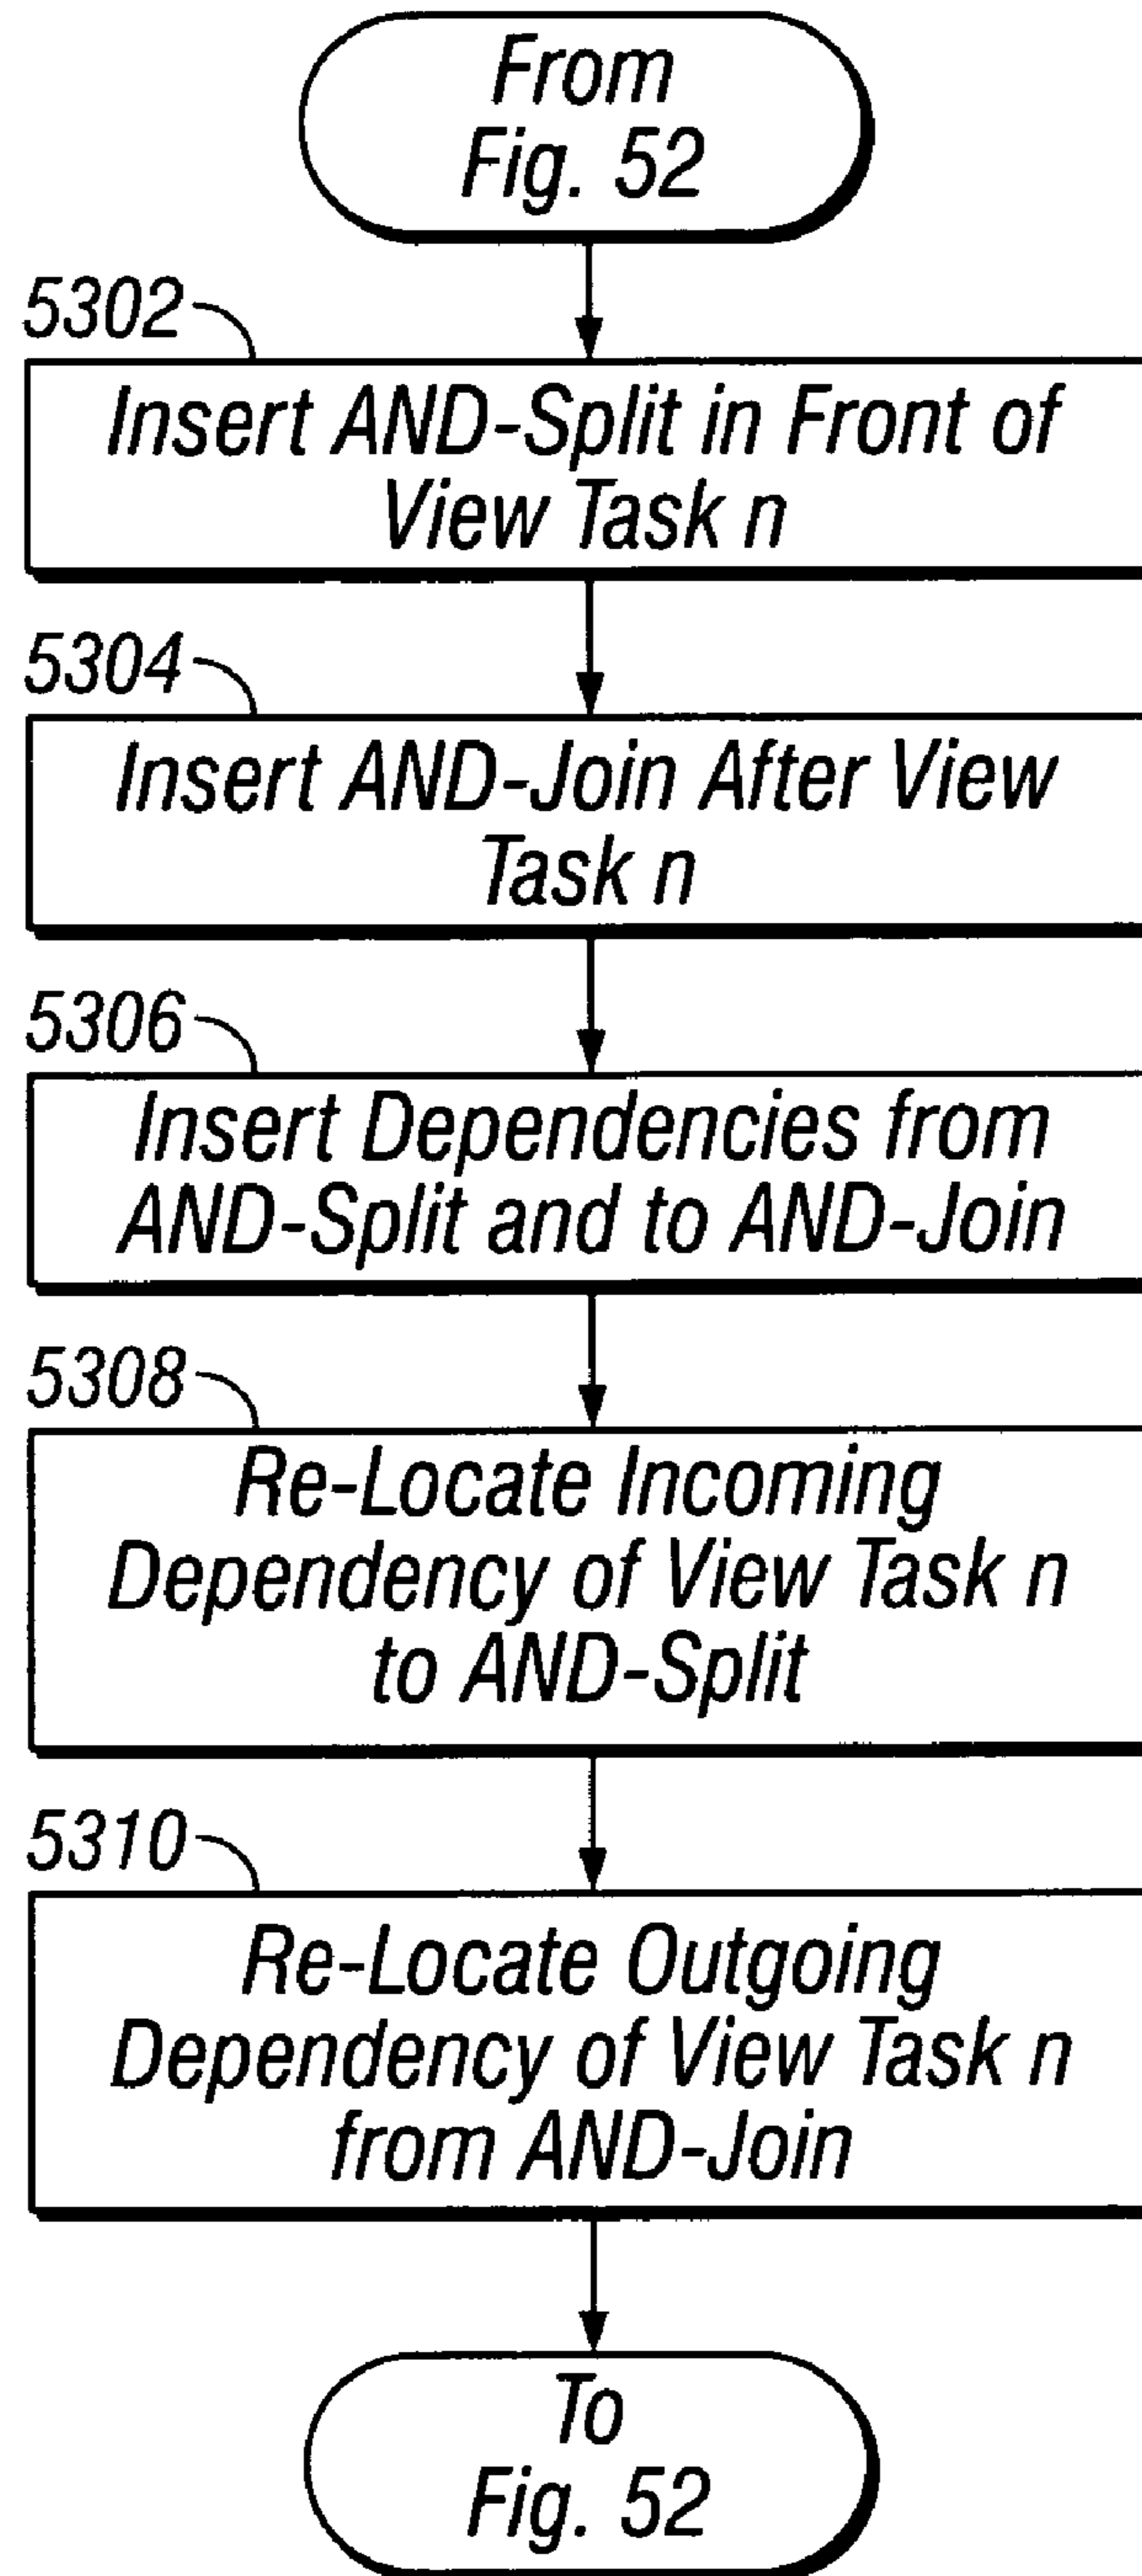 From
Fig. 52
5302
Insert AND-Split in Front of
View Task n
5304
Insert AND-Join After View
Task n
5306
Insert Dependencies from
AND-Split and to AND-Join
5308
Re-Locate Incoming
Dependency of View Task n
to AND-Split
5310
Re-Locate Outgoing
Dependency of View Task n
from AND-Join
To
Fig. 52